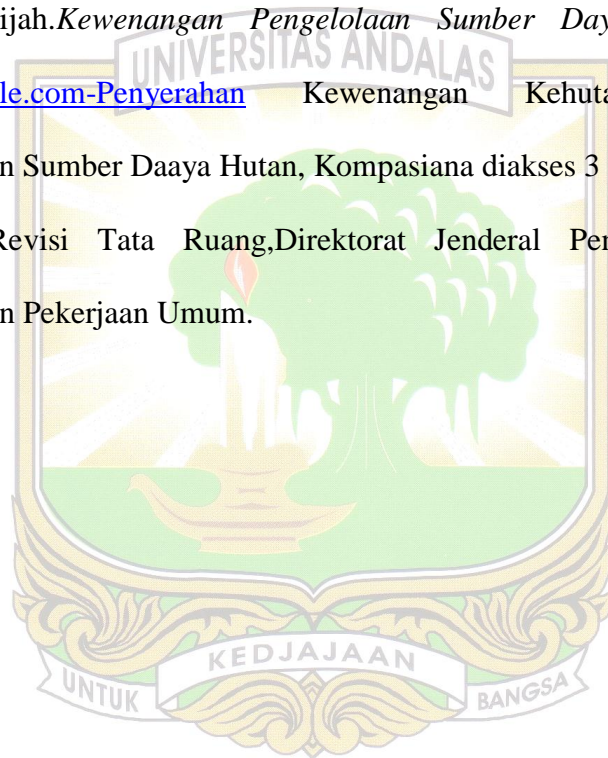 ijah.Kewenangan Pengelolaan Sumber Day
UNIVERSITAS ANDALAS
le.com-Penyerahan Kewenangan Kehuta
n Sumber Daaya Hutan, Kompasiana diakses 3
Revisi Tata Ruang,Direktorat Jenderal Pe
n Pekerjaan Umum.
UNTUK KEDJAJAAN BANGSA